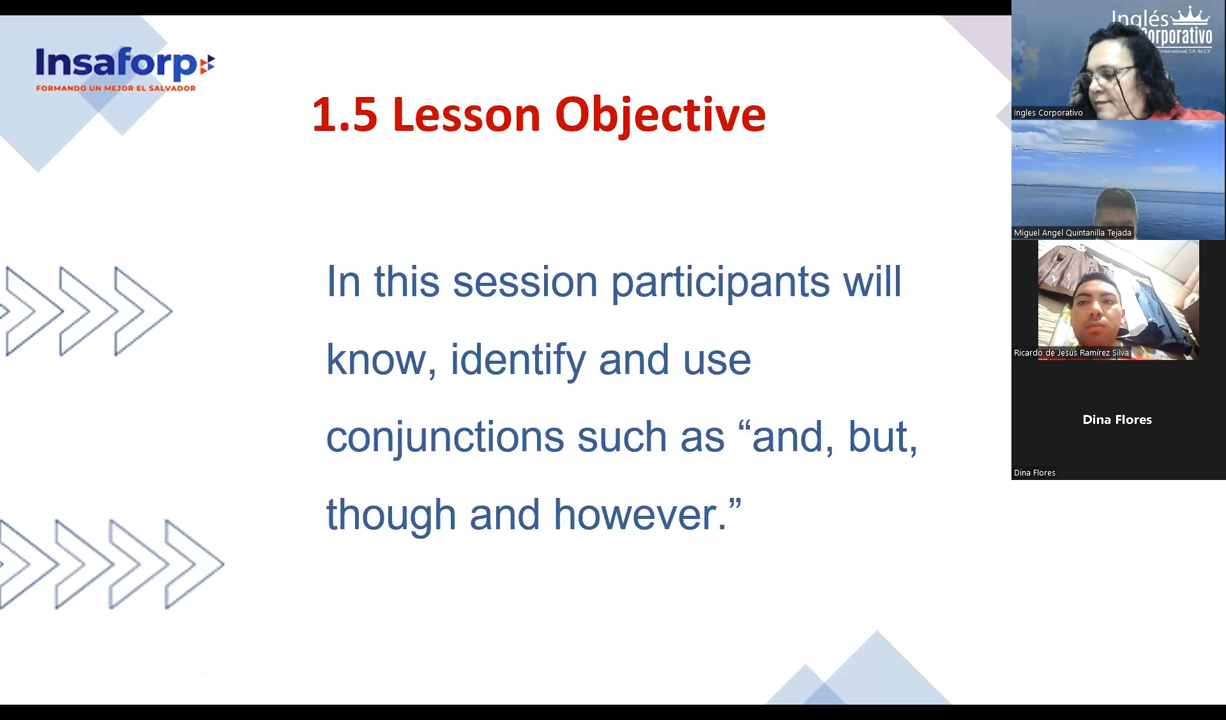 Insaforp
FORMANDO UN MEJOR EL SALVADOR
1.5 Lesson Objective
In this session participants will
know, identify and use
conjunctions such as “and, but,
though and however.”
Inglés
Corporativo
International, S.A. de C.V.
Ingles Corporativo
Miguel Angel Quintanilla Tejada
Ricardo de Jesús Ramírez Silva
Dina Flores
Dina Flores